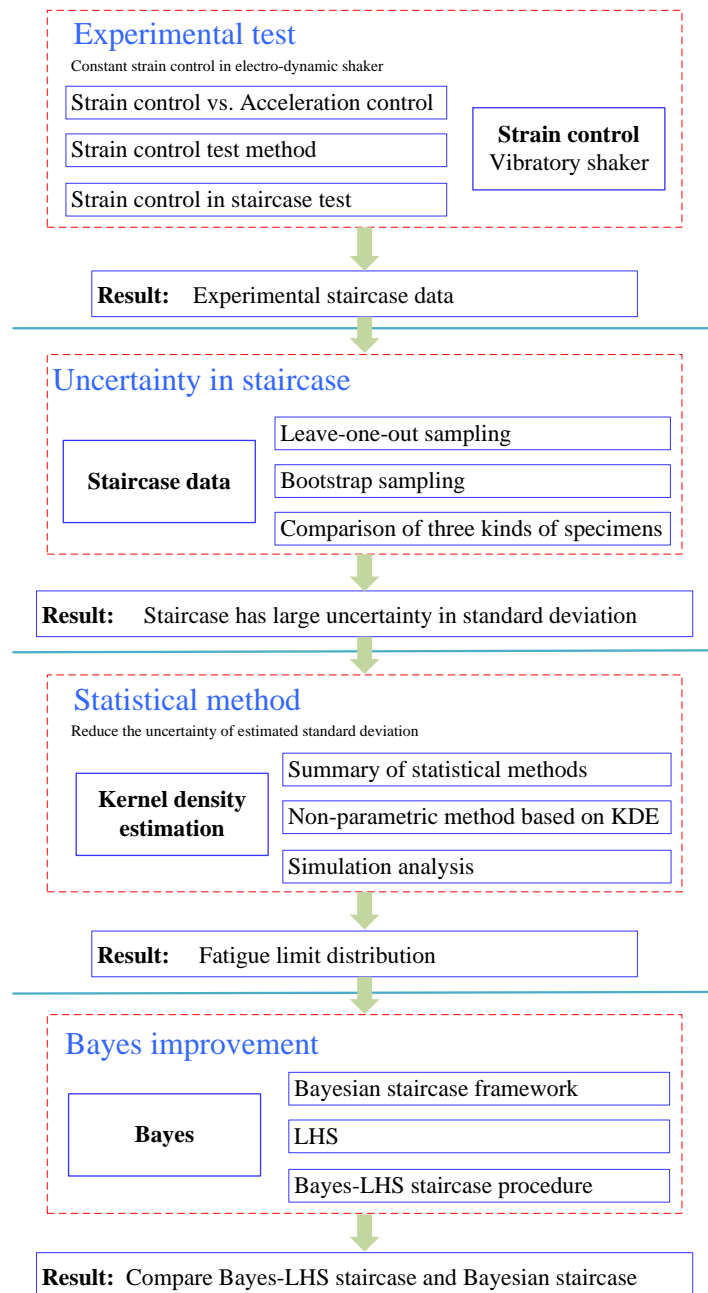 Experimental test
Constant strain control in electro-dynamic shaker
Strain control vs. Acceleration control
Strain control test method
Strain control in staircase test
Strain control
Vibratory shaker
Result: Experimental staircase data
Uncertainty in staircase
Staircase data
Leave-one-out sampling
Bootstrap sampling
Comparison of three kinds of specimens
Result: Staircase has large uncertainty in standard deviation
Statistical method
Reduce the uncertainty of estimated standard deviation
Kernel density
estimation
Summary of statistical methods
Non-parametric method based on KDE
Simulation analysis
Result: Fatigue limit distribution
Bayes improvement
Bayes
Bayesian staircase framework
LHS
Bayes-LHS staircase procedure
Result: Compare Bayes-LHS staircase and Bayesian staircase